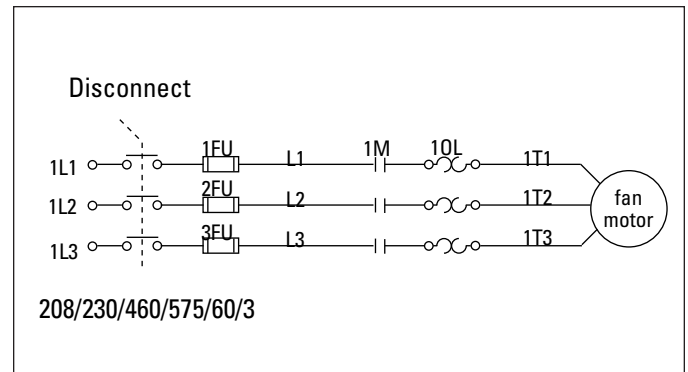 Disconnect
1L1 1FU L1 1M 1OL 1T1
1L2 2FU L2 1T2
1L3 3FU L3 1T3
fan
motor
208/230/460/575/60/3